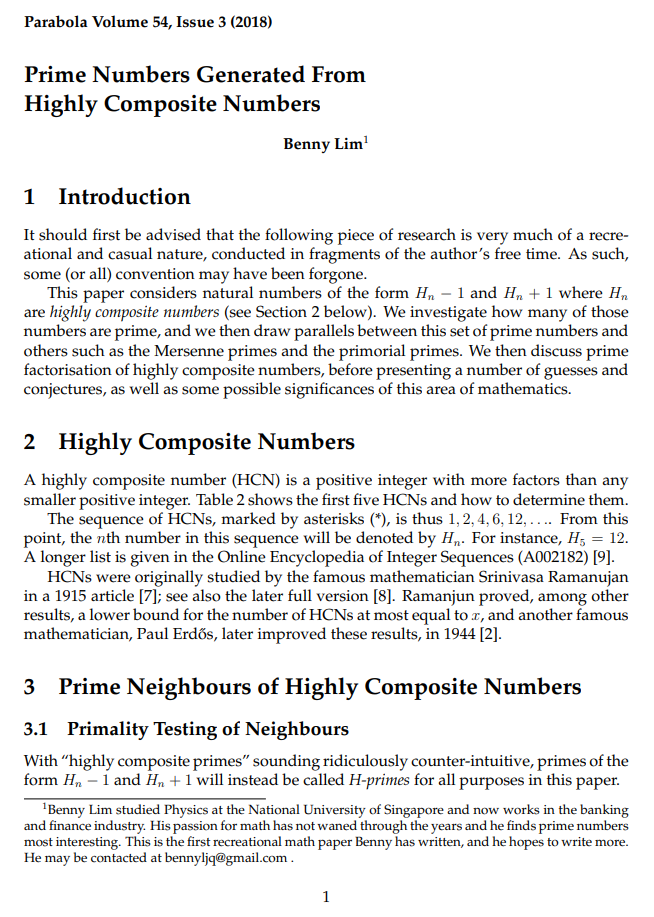 Parabola Volume 54, Issue 3 (2018)
Prime Numbers Generated From
Highly Composite Numbers
Benny Lim¹
1 Introduction
It should first be advised that the following piece of research is very much of a recre-
ational and casual nature, conducted in fragments of the author's free time. As such,
some (or all) convention may have been forgone.
This paper considers natural numbers of the form Hₙ − 1 and Hₙ + 1 where Hₙ
are highly composite numbers (see Section 2 below). We investigate how many of those
numbers are prime, and we then draw parallels between this set of prime numbers and
others such as the Mersenne primes and the primorial primes. We then discuss prime
factorisation of highly composite numbers, before presenting a number of guesses and
conjectures, as well as some possible significances of this area of mathematics.
2 Highly Composite Numbers
A highly composite number (HCN) is a positive integer with more factors than any
smaller positive integer. Table 2 shows the first five HCNs and how to determine them.
The sequence of HCNs, marked by asterisks (*), is thus 1, 2, 4, 6, 12, . . .. From this
point, the nth number in this sequence will be denoted by Hₙ. For instance, H₅ = 12.
A longer list is given in the Online Encyclopedia of Integer Sequences (A002182) [9].
HCNs were originally studied by the famous mathematician Srinivasa Ramanujan
in a 1915 article [7]; see also the later full version [8]. Ramanjun proved, among other
results, a lower bound for the number of HCNs at most equal to x, and another famous
mathematician, Paul Erdős, later improved these results, in 1944 [2].
3 Prime Neighbours of Highly Composite Numbers
3.1 Primality Testing of Neighbours
With "highly composite primes" sounding ridiculously counter-intuitive, primes of the
form Hₙ − 1 and Hₙ + 1 will instead be called H-primes for all purposes in this paper.
¹Benny Lim studied Physics at the National University of Singapore and now works in the banking
and finance industry. His passion for math has not waned through the years and he finds prime numbers
most interesting. This is the first recreational math paper Benny has written, and he hopes to write more.
He may be contacted at bennyljq@gmail.com .
1